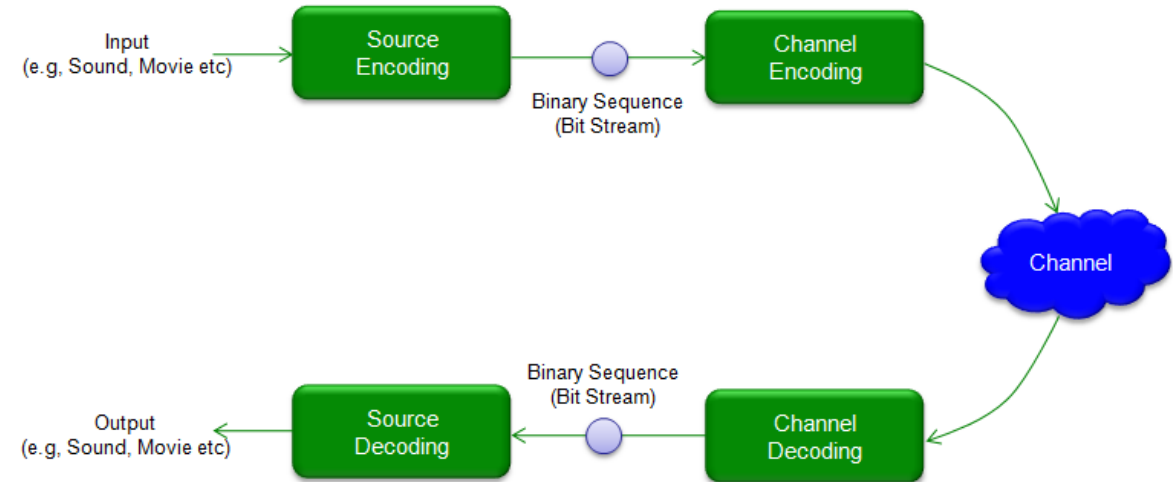 Input
(e.g, Sound, Movie etc)
Source
Encoding
Binary Sequence
(Bit Stream)
Channel
Encoding
Channel
Output
(e.g, Sound, Movie etc)
Source
Decoding
Binary Sequence
(Bit Stream)
Channel
Decoding